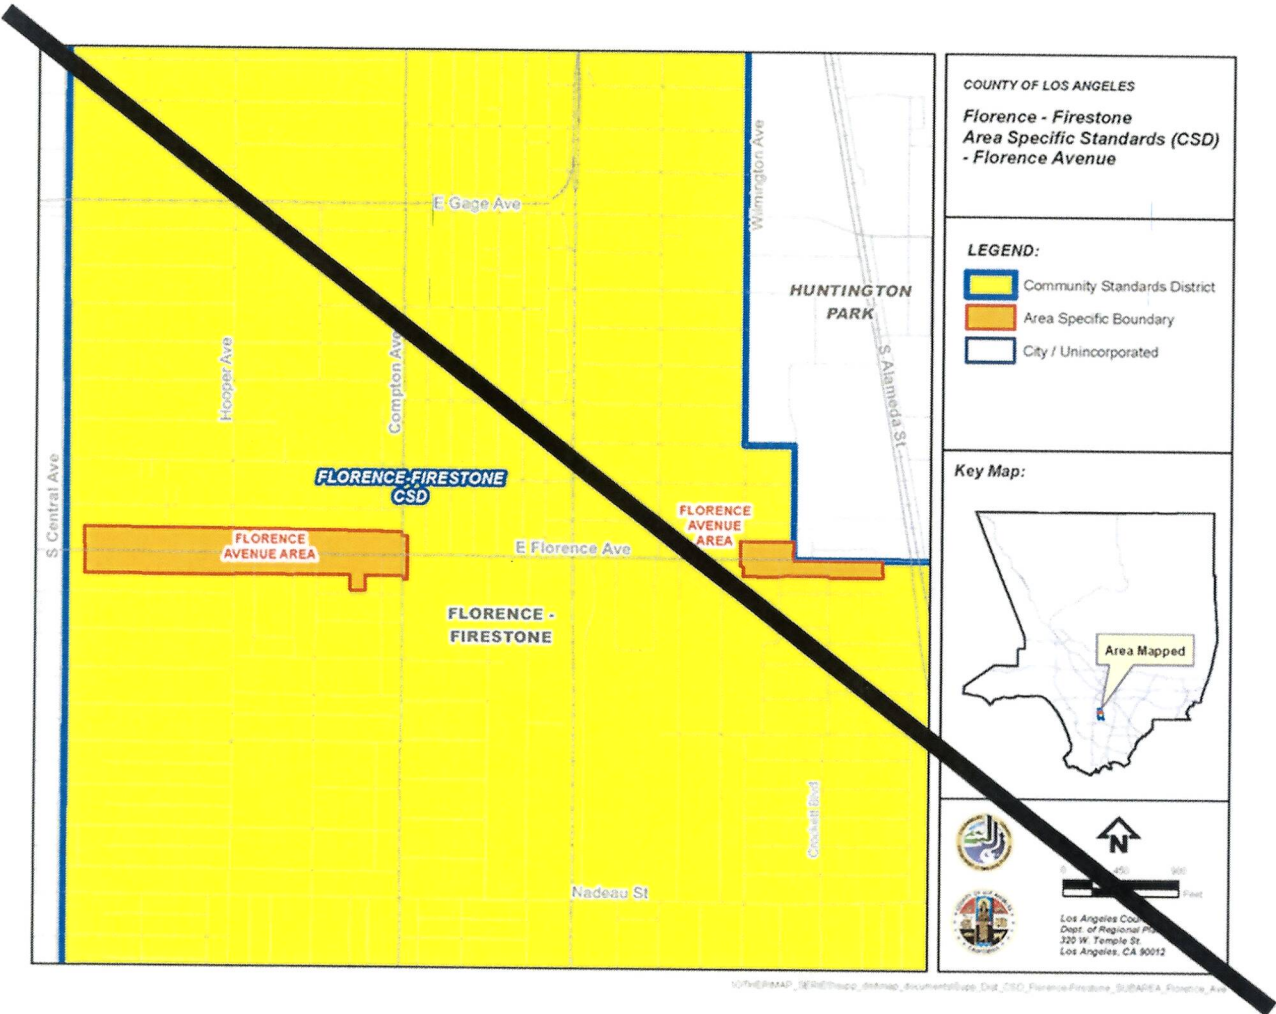 COUNTY OF LOS ANGELES
Florence - Firestone
Area Specific Standards (CSD)
- Florence Avenue
LEGEND:
Community Standards District
Area Specific Boundary
City / Unincorporated
Key Map:
Area Mapped
N
0 450 900
Feet
Los Angeles
Dept. of Regional
320 W. Temple St.
Los Angeles, CA 90012
E Gage Ave
Wilmington Ave
HUNTINGTON
PARK
S Alameda St
Hooper Ave
Compton Ave
S Central Ave
FLORENCE-FIRESTONE
CSD
FLORENCE
AVENUE AREA
FLORENCE
AVENUE
AREA
E Florence Ave
FLORENCE -
FIRESTONE
Crockett Blvd
Nadeau St